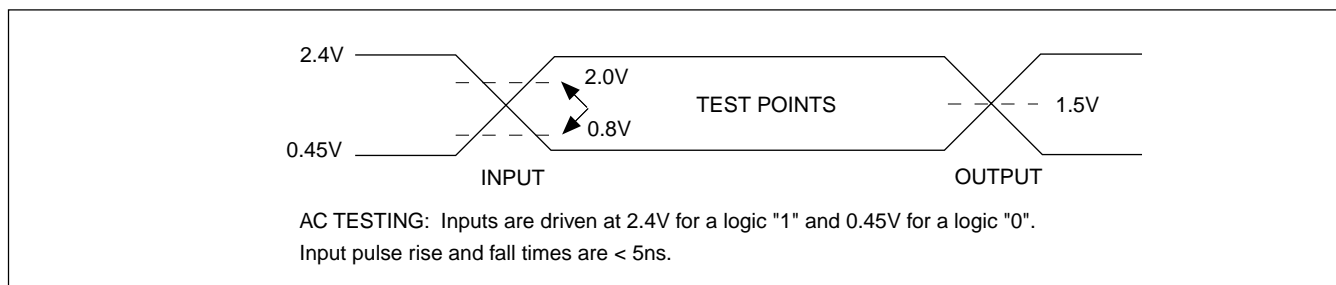 2.4V
2.0V
TEST POINTS
1.5V
0.8V
0.45V
INPUT
OUTPUT
AC TESTING: Inputs are driven at 2.4V for a logic "1" and 0.45V for a logic "0".
Input pulse rise and fall times are < 5ns.